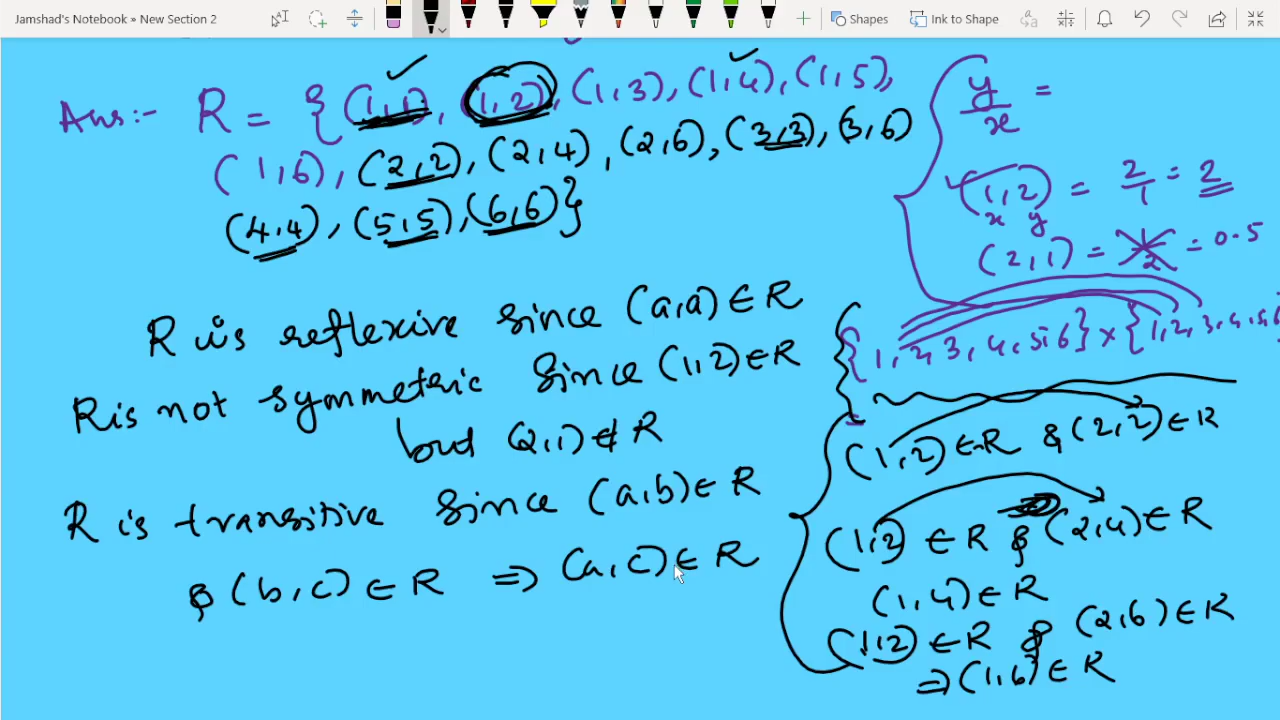 Jamshad's Notebook » New Section 2
Shapes
Ink to Shape
Ans:- R = {(1,1), (1,2), (1,3), (1,4), (1,5),
(1,6), (2,2), (2,4), (2,6), (3,3), (3,6)
(4,4), (5,5), (6,6)}
R is reflexive since (a,a) ∈ R
R is not symmetric since (1,2) ∈ R
but (2,1) ∉ R
R is transitive since (a,b) ∈ R
& (b,c) ∈ R ⇒ (a,c) ∈ R
y/x =
(1,2) = 2/1 = 2
x y
(2,1) = 1/2 = 0.5
{1,2,3,4,5,6} × {1,2,3,4,5,6
(1,2) ∈ R & (2,2) ∈ R
(1,2) ∈ R & (2,4) ∈ R
(1,4) ∈ R
(1,2) ∈ R & (2,6) ∈ R
⇒ (1,6) ∈ R